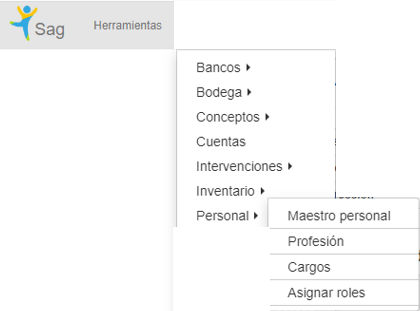 Sag
Herramientas
Bancos
Bodega
Conceptos
Cuentas
Intervenciones
Inventario
Personal
Maestro personal
Profesión
Cargos
Asignar roles